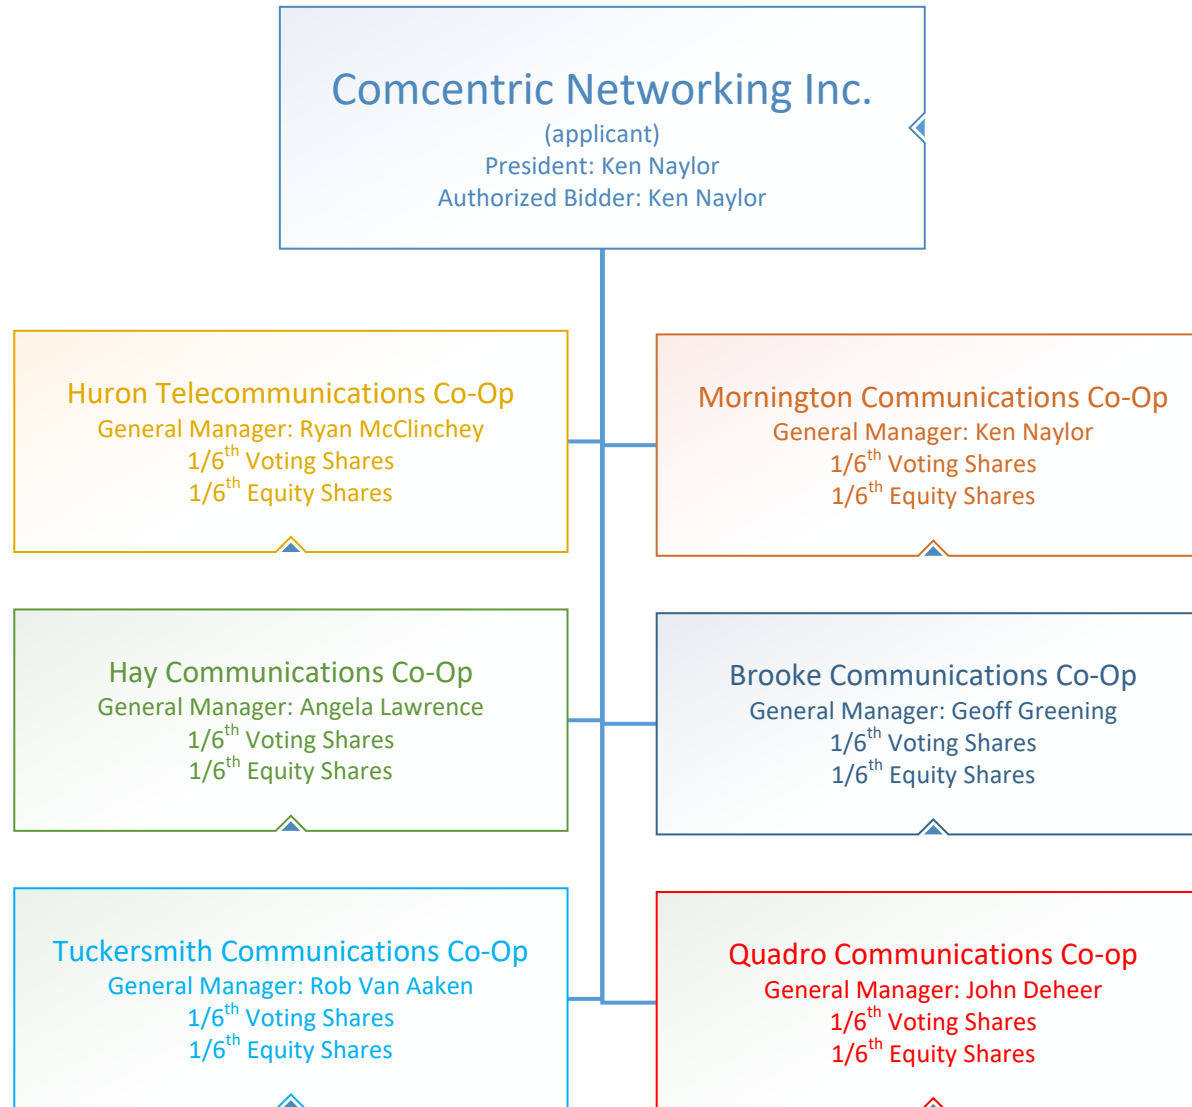 Comcentric Networking Inc.
(applicant)
President: Ken Naylor
Authorized Bidder: Ken Naylor
Huron Telecommunications Co-Op
General Manager: Ryan McClinchey
1/6th Voting Shares
1/6th Equity Shares
Mornington Communications Co-Op
General Manager: Ken Naylor
1/6th Voting Shares
1/6th Equity Shares
Hay Communications Co-Op
General Manager: Angela Lawrence
1/6th Voting Shares
1/6th Equity Shares
Brooke Communications Co-Op
General Manager: Geoff Greening
1/6th Voting Shares
1/6th Equity Shares
Tuckersmith Communications Co-Op
General Manager: Rob Van Aaken
1/6th Voting Shares
1/6th Equity Shares
Quadro Communications Co-op
General Manager: John Deheer
1/6th Voting Shares
1/6th Equity Shares